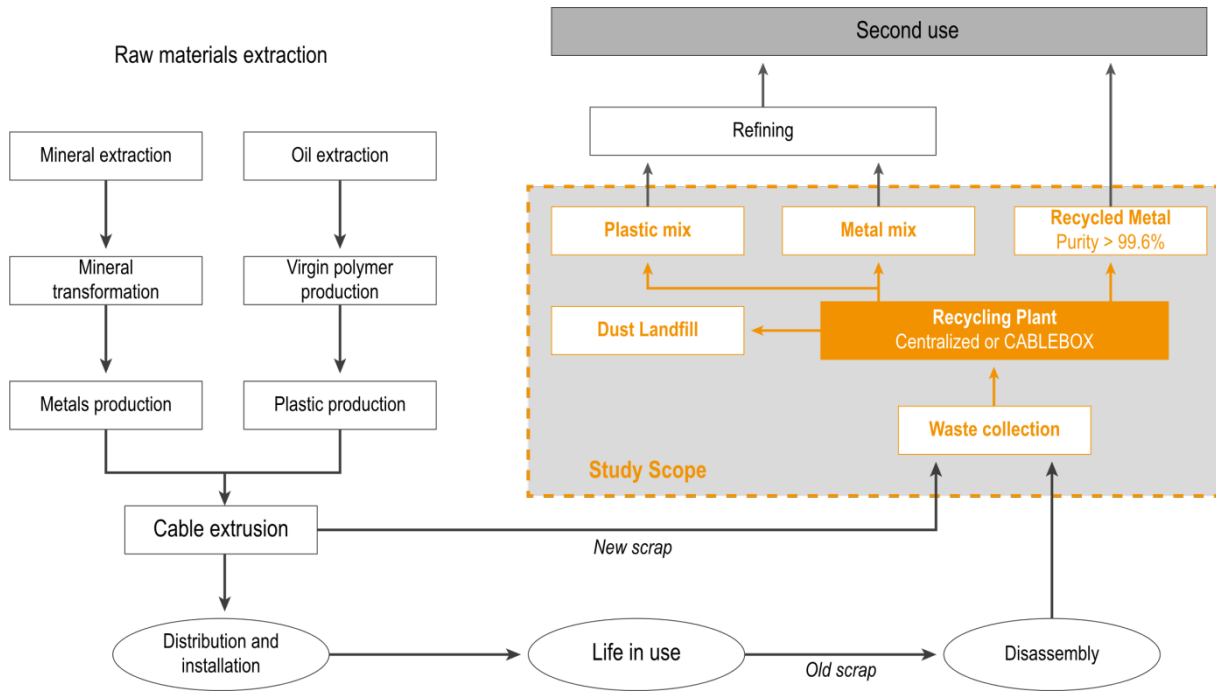 Second use
Raw materials extraction
Refining
Mineral extraction
Oil extraction
Plastic mix
Metal mix
Recycled Metal
Purity > 99.6%
Mineral
transformation
Virgin polymer
production
Dust Landfill
Recycling Plant
Centralized or CABLEBOX
Metals production
Plastic production
Waste collection
Study Scope
Cable extrusion
New scrap
Distribution and
installation
Life in use
Old scrap
Disassembly